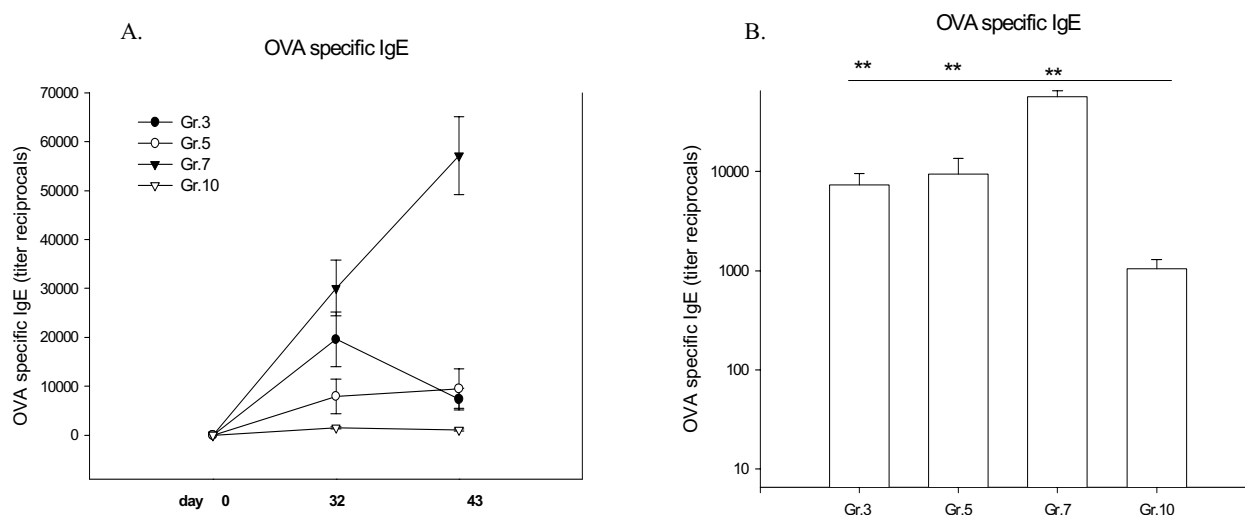 A.
OVA specific IgE
OVA specific IgE (titer reciprocals)
70000
60000
50000
40000
30000
20000
10000
0
Gr.3
Gr.5
Gr.7
Gr.10
day 0 32 43
B.
OVA specific IgE
** ** **
OVA specific IgE (titer reciprocals)
10000
1000
100
10
Gr.3 Gr.5 Gr.7 Gr.10